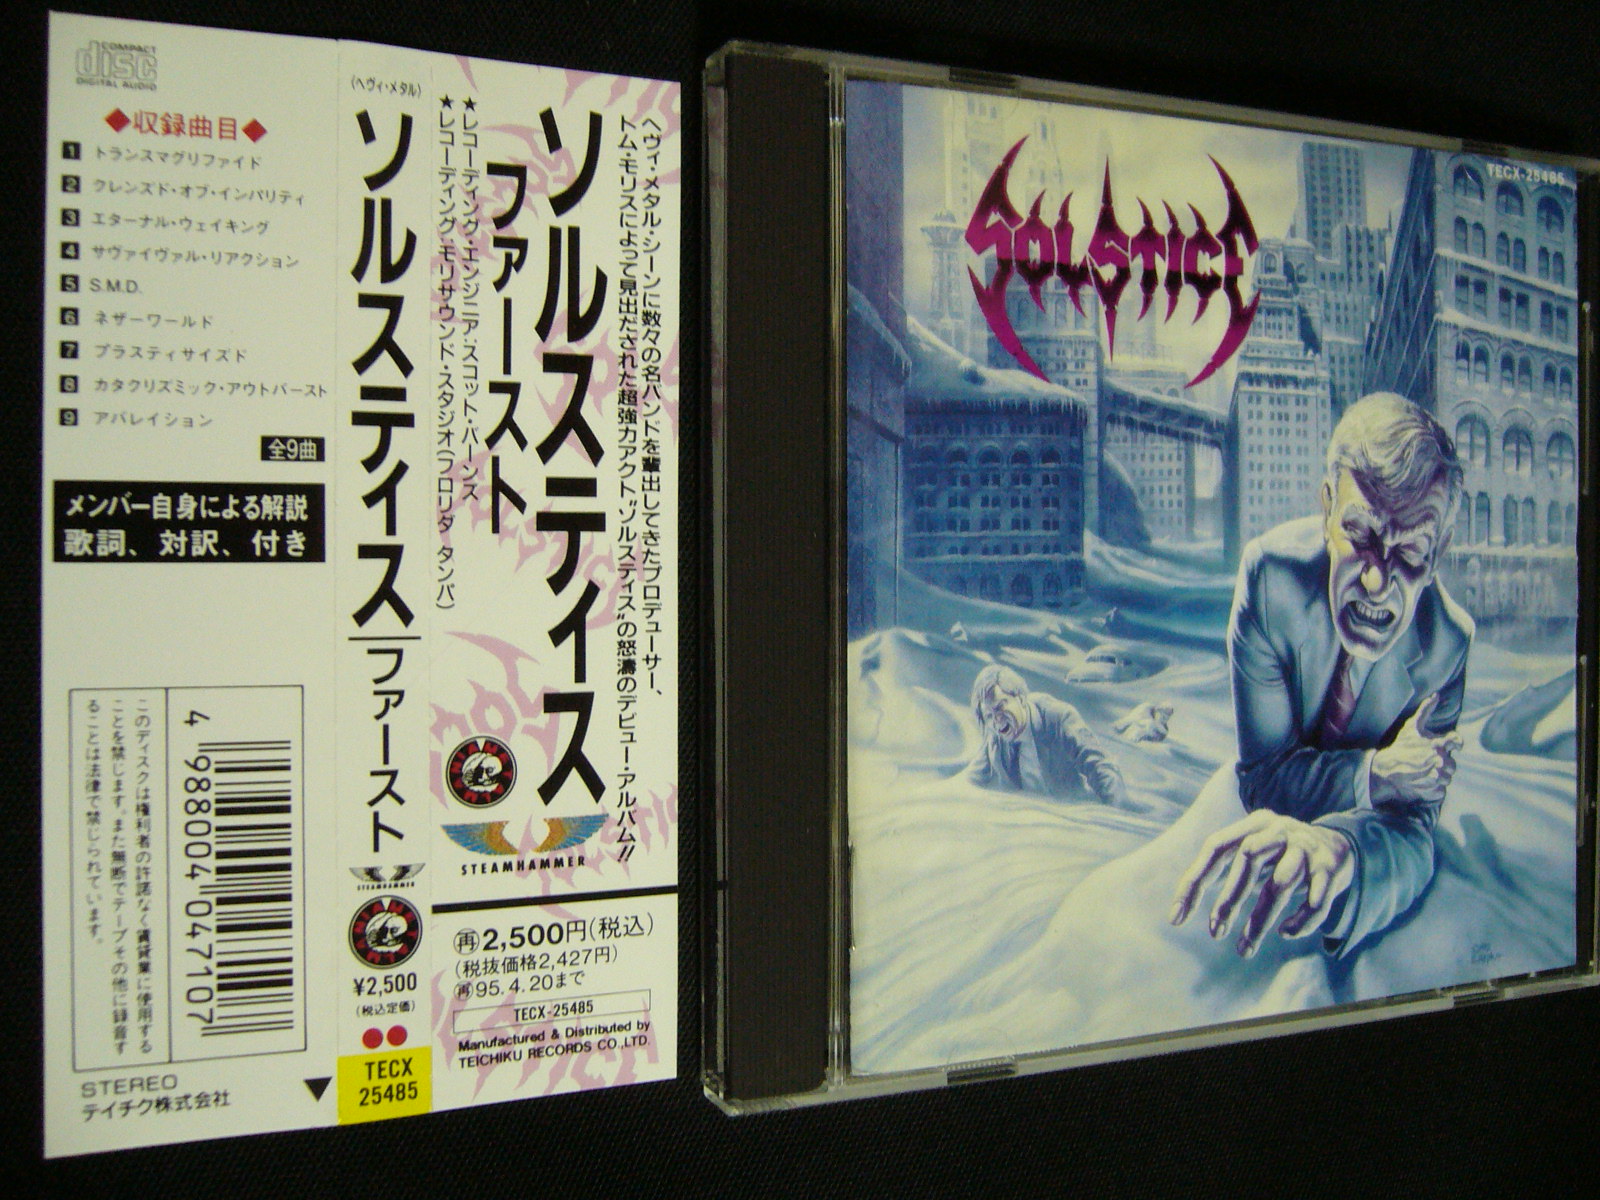 COMPACT
disc
DIGITAL AUDIO
◆収録曲目◆
1 トランスマグリファイド
2 クレンズド・オブ・インパリティ
3 エターナル・ウェイキング
4 サヴァイヴァル・リアクション
5 S.M.D.
6 ネザーワールド
7 プラスティサイズド
8 カタクリズミック・アウトバースト
9 アバレイション
全9曲
メンバー自身による解説
歌詞、対訳、付き
このディスクは権利者の許諾なく賃貸業に使用する
ことを禁じます。また無断でテープその他に録音す
ることは法律で禁じられています。
4 988004 047107
STEREO
テイチク株式会社
(ヘヴィ・メタル)
ソルスティス
ファースト
STEAMHAMMER
¥2,500
(税込定価)
TECX
25485
ヘヴィ・メタル・シーンに数々の名バンドを輩出してきたプロデューサー、
トム・モリスによって見出だされた超強力アクト“ソルスティス”の怒濤のデビュー・アルバム!!
ソルスティス
ファースト
★レコーディング・エンジニア:スコット・バーンス
★レコーディング:モリサウンド・スタジオ(フロリダ タンパ)
STEAMHAMMER
再2,500円(税込)
(税抜価格2,427円)
再95.4.20まで
TECX-25485
Manufactured & Distributed by
TEICHIKU RECORDS CO.,LTD.
TECX-25485
SOLSTICE